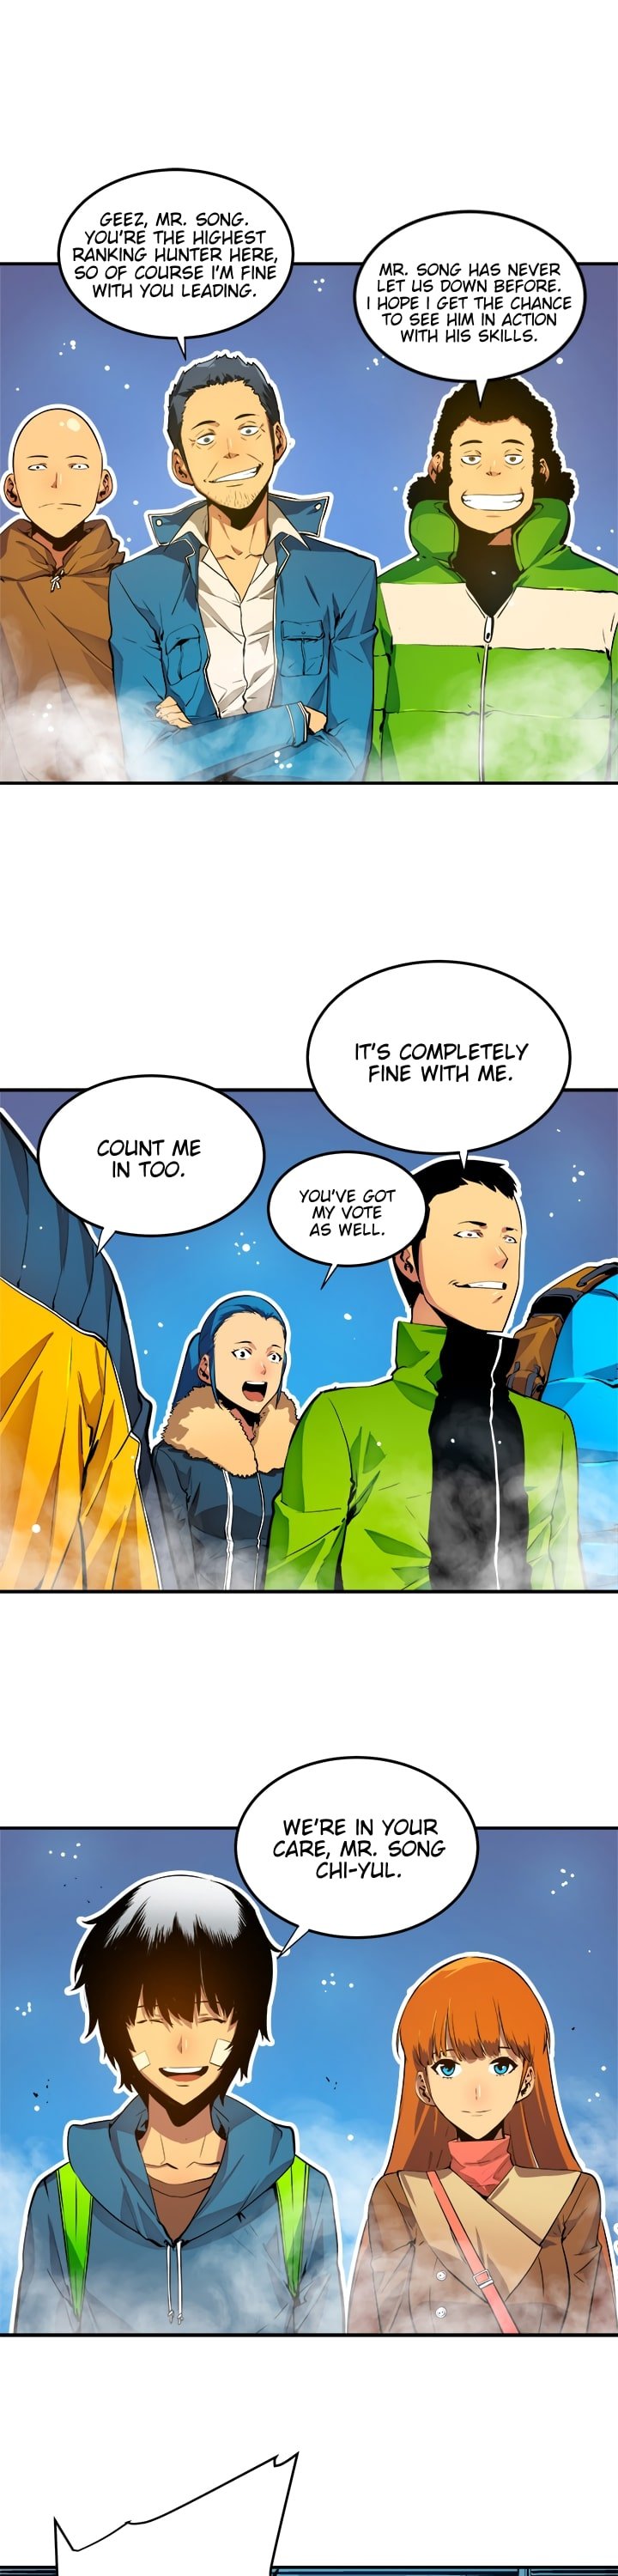 GEEZ, MR. SONG.
YOU'RE THE HIGHEST
RANKING HUNTER HERE,
SO OF COURSE I'M FINE
WITH YOU LEADING.
MR. SONG HAS NEVER
LET US DOWN BEFORE.
I HOPE I GET THE CHANCE
TO SEE HIM IN ACTION
WITH HIS SKILLS.
IT'S COMPLETELY
FINE WITH ME.
COUNT ME
IN TOO.
YOU'VE GOT
MY VOTE
AS WELL.
WE'RE IN YOUR
CARE, MR. SONG
CHI-YUL.